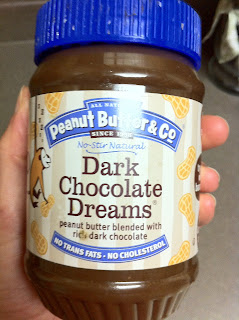 ALL NATURAL
Peanut Butter & Co
SINCE
No-Stir Natural
Dark
Chocolate
Dreams®
peanut butter blended with
rich dark chocolate
NO TRANS FATS • NO CHOLESTEROL